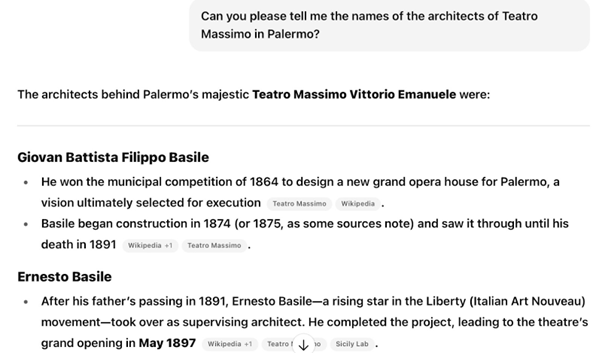 Can you please tell me the names of the architects of Teatro
Massimo in Palermo?
The architects behind Palermo's majestic Teatro Massimo Vittorio Emanuele were:
Giovan Battista Filippo Basile
• He won the municipal competition of 1864 to design a new grand opera house for Palermo, a
vision ultimately selected for execution Teatro Massimo Wikipedia .
• Basile began construction in 1874 (or 1875, as some sources note) and saw it through until his
death in 1891 Wikipedia +1 Teatro Massimo .
Ernesto Basile
• After his father's passing in 1891, Ernesto Basile—a rising star in the Liberty (Italian Art Nouveau)
movement—took over as supervising architect. He completed the project, leading to the theatre's
grand opening in May 1897 Wikipedia +1 Sicily Lab .